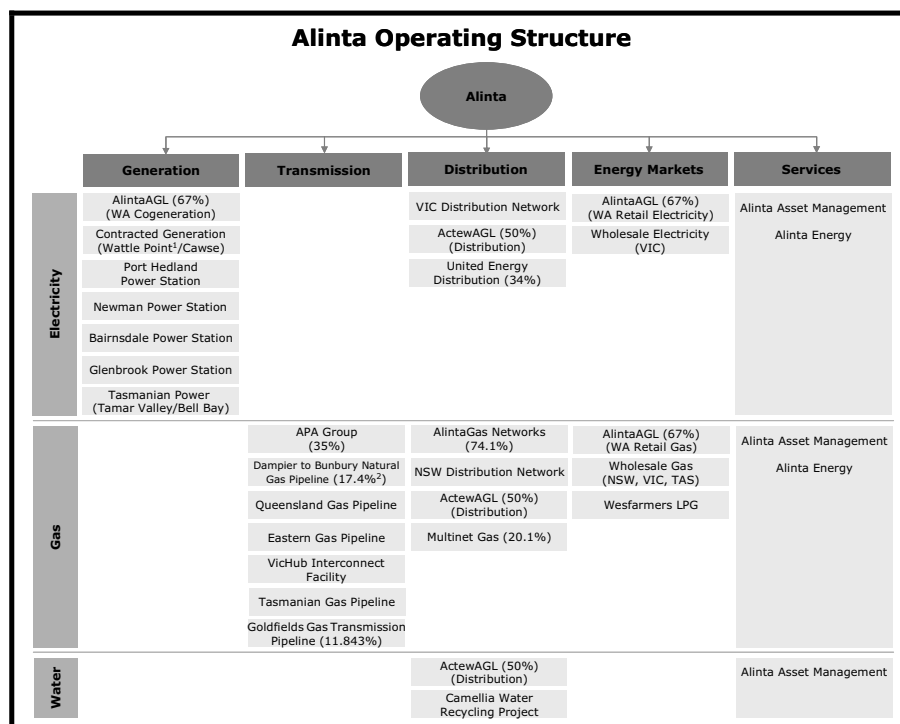 Alinta Operating Structure
Alinta
Generation
Transmission
Distribution
Energy Markets
Services
Electricity
AlintaAGL (67%)
(WA Cogeneration)
Contracted Generation
(Wattle Point¹/Cawse)
Port Hedland
Power Station
Newman Power Station
Bairnsdale Power Station
Glenbrook Power Station
Tasmanian Power
(Tamar Valley/Bell Bay)
VIC Distribution Network
ActewAGL (50%)
(Distribution)
United Energy
Distribution (34%)
AlintaAGL (67%)
(WA Retail Electricity)
Wholesale Electricity
(VIC)
Alinta Asset Management
Alinta Energy
Gas
APA Group
(35%)
Dampier to Bunbury Natural
Gas Pipeline (17.4%²)
Queensland Gas Pipeline
Eastern Gas Pipeline
VicHub Interconnect
Facility
Tasmanian Gas Pipeline
Goldfields Gas Transmission
Pipeline (11.843%)
AlintaGas Networks
(74.1%)
NSW Distribution Network
ActewAGL (50%)
(Distribution)
Multinet Gas (20.1%)
AlintaAGL (67%)
(WA Retail Gas)
Wholesale Gas
(NSW, VIC, TAS)
Wesfarmers LPG
Alinta Asset Management
Alinta Energy
Water
ActewAGL (50%)
(Distribution)
Camellia Water
Recycling Project
Alinta Asset Management